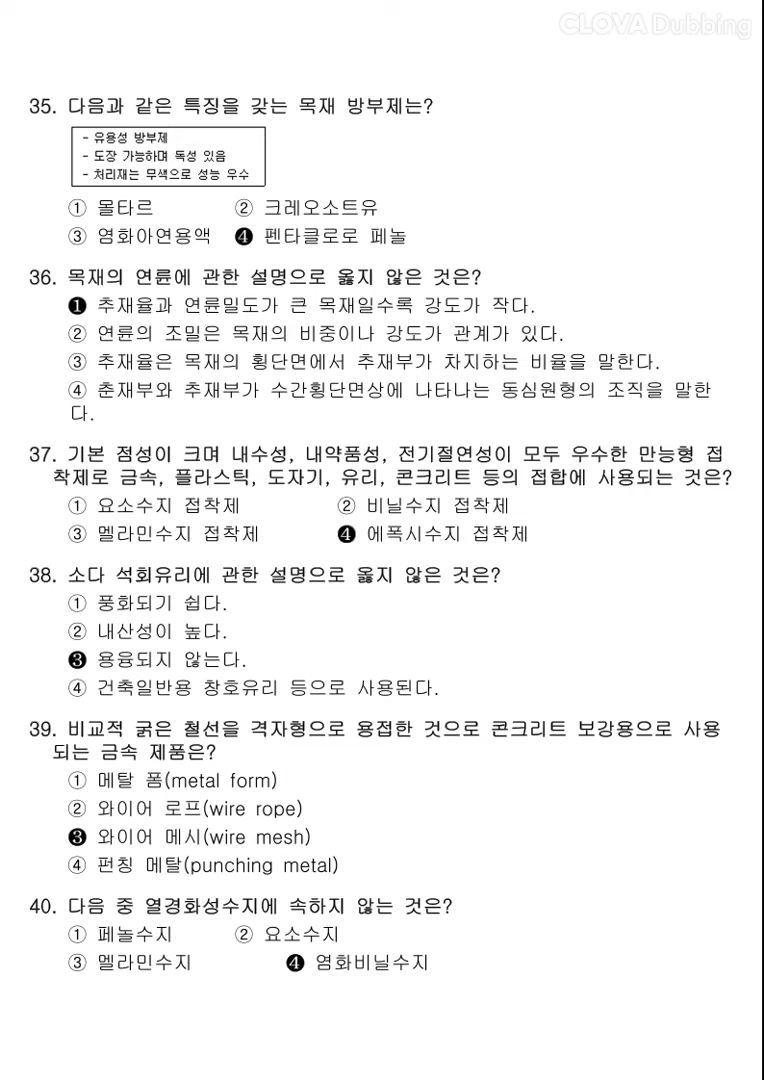 CLOVA Dubbing
35. 다음과 같은 특징을 갖는 목재 방부제는?
- 유용성 방부제
- 도장 가능하며 독성 있음
- 처리재는 무색으로 성능 우수
① 몰타르 ② 크레오소트유
③ 염화아연용액 ❹ 펜타클로로 페놀
36. 목재의 연륜에 관한 설명으로 옳지 않은 것은?
❶ 추재율과 연륜밀도가 큰 목재일수록 강도가 작다.
② 연륜의 조밀은 목재의 비중이나 강도가 관계가 있다.
③ 추재율은 목재의 횡단면에서 추재부가 차지하는 비율을 말한다.
④ 춘재부와 추재부가 수간횡단면상에 나타나는 동심원형의 조직을 말한
다.
37. 기본 점성이 크며 내수성, 내약품성, 전기절연성이 모두 우수한 만능형 접
착제로 금속, 플라스틱, 도자기, 유리, 콘크리트 등의 접합에 사용되는 것은?
① 요소수지 접착제 ② 비닐수지 접착제
③ 멜라민수지 접착제 ❹ 에폭시수지 접착제
38. 소다 석회유리에 관한 설명으로 옳지 않은 것은?
① 풍화되기 쉽다.
② 내산성이 높다.
❸ 용융되지 않는다.
④ 건축일반용 창호유리 등으로 사용된다.
39. 비교적 굵은 철선을 격자형으로 용접한 것으로 콘크리트 보강용으로 사용
되는 금속 제품은?
① 메탈 폼(metal form)
② 와이어 로프(wire rope)
❸ 와이어 메시(wire mesh)
④ 펀칭 메탈(punching metal)
40. 다음 중 열경화성수지에 속하지 않는 것은?
① 페놀수지 ② 요소수지
③ 멜라민수지 ❹ 염화비닐수지